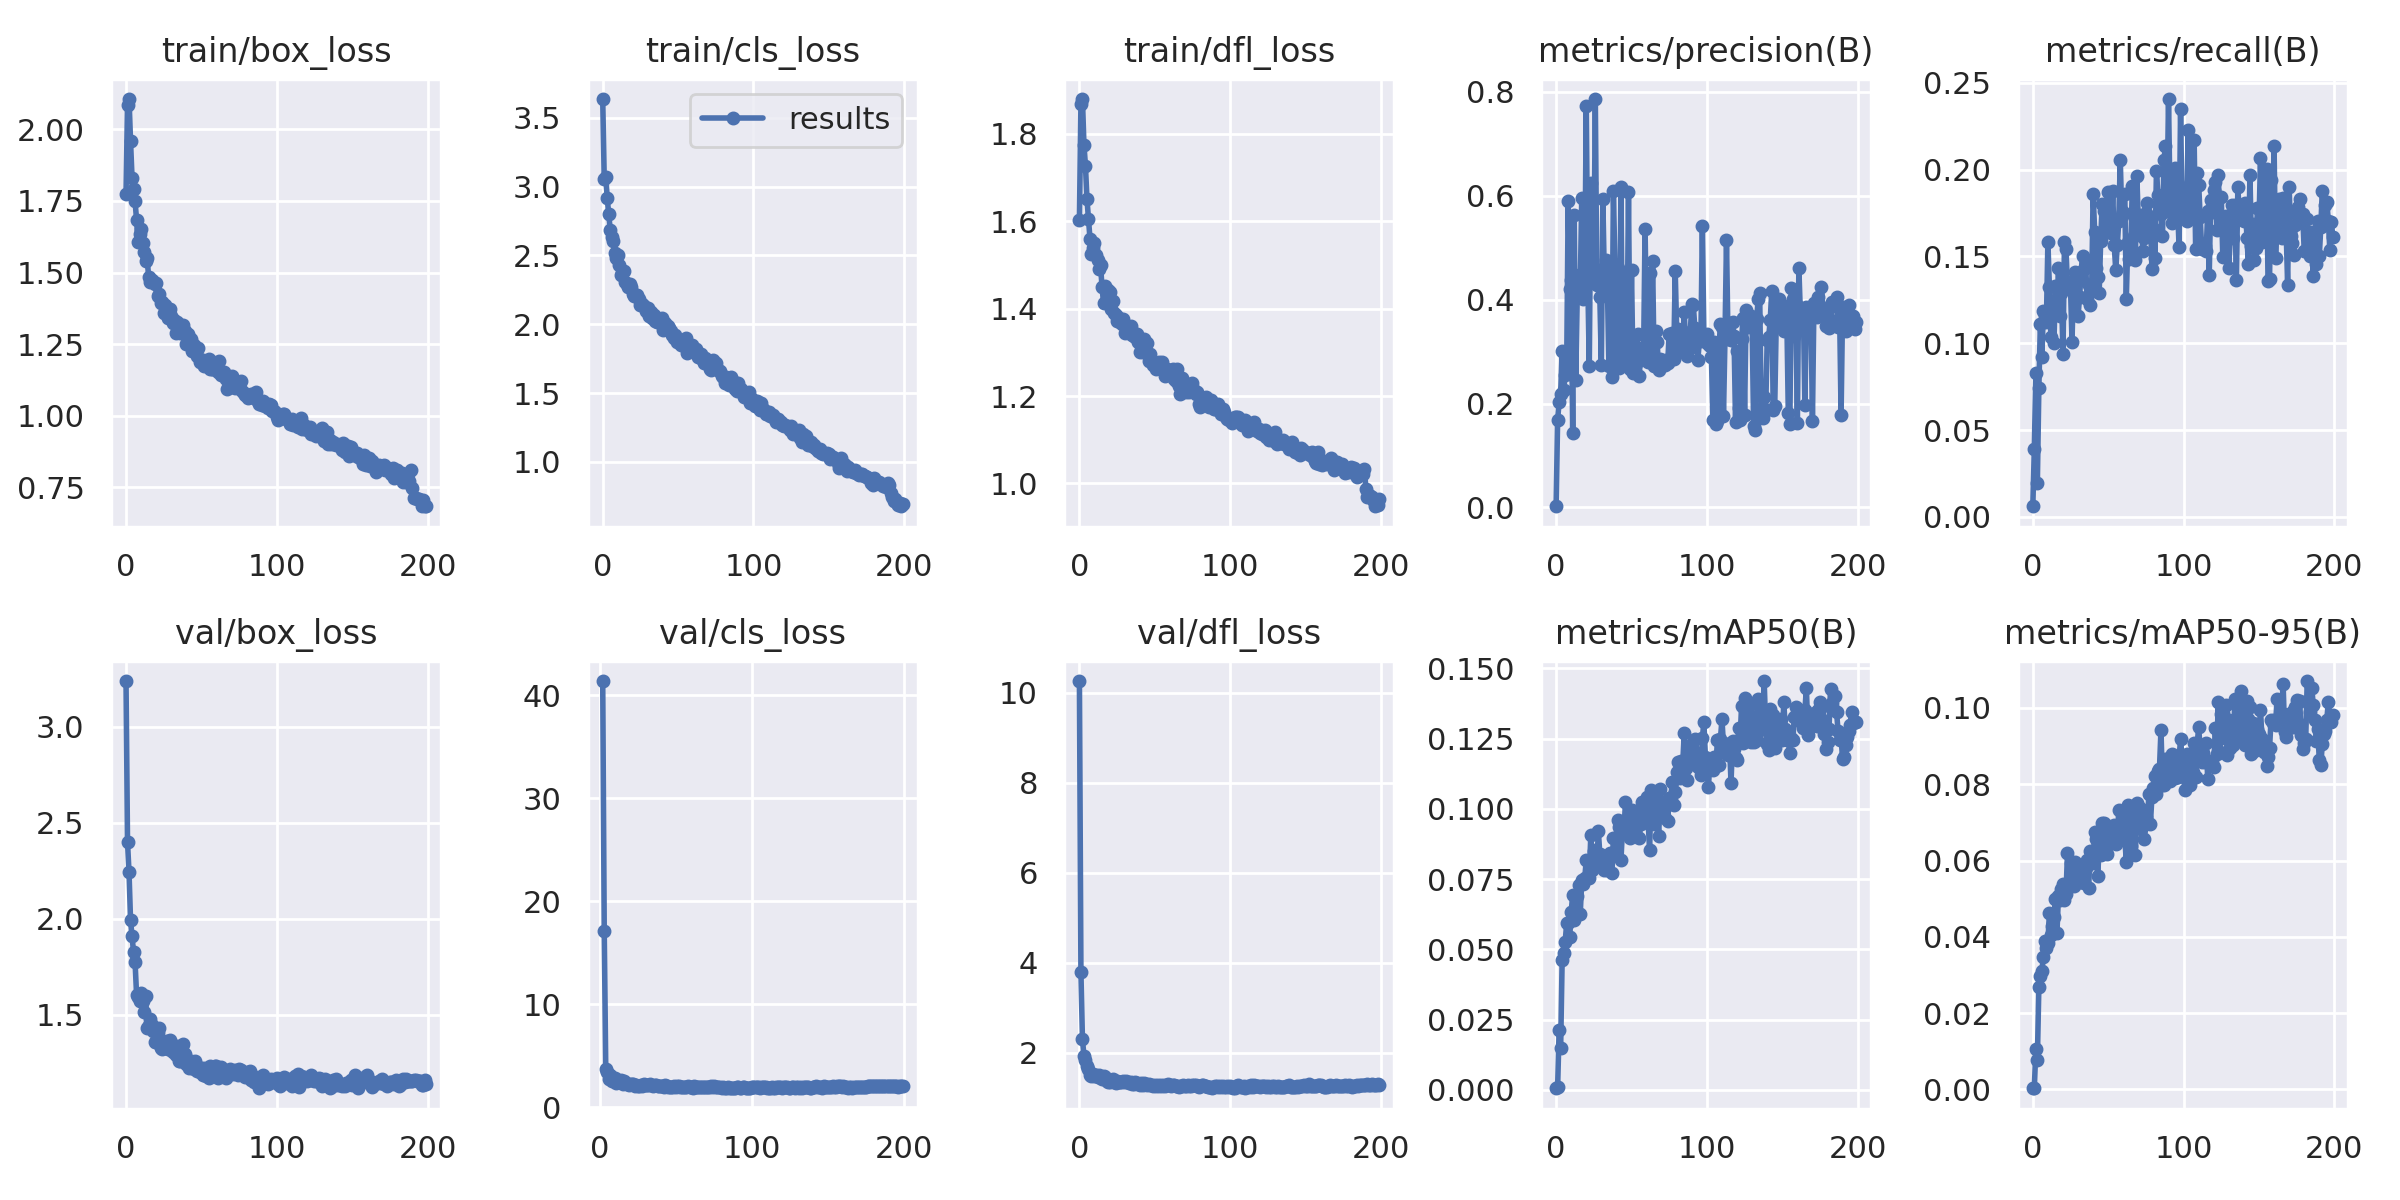 train/box_loss
2.00
1.75
1.50
1.25
1.00
0.75
0 100 200
train/cls_loss
results
3.5
3.0
2.5
2.0
1.5
1.0
0 100 200
train/dfl_loss
1.8
1.6
1.4
1.2
1.0
0 100 200
metrics/precision(B)
0.8
0.6
0.4
0.2
0.0
0 100 200
metrics/recall(B)
0.25
0.20
0.15
0.10
0.05
0.00
0 100 200
val/box_loss
3.0
2.5
2.0
1.5
0 100 200
val/cls_loss
40
30
20
10
0
0 100 200
val/dfl_loss
10
8
6
4
2
0 100 200
metrics/mAP50(B)
0.150
0.125
0.100
0.075
0.050
0.025
0.000
0 100 200
metrics/mAP50-95(B)
0.10
0.08
0.06
0.04
0.02
0.00
0 100 200